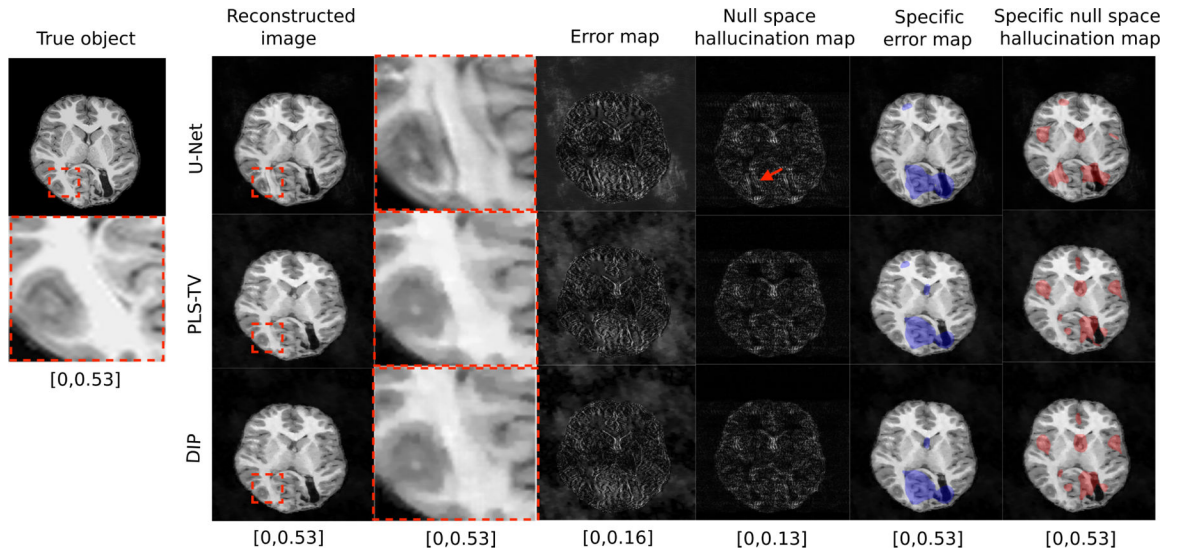 True object
Reconstructed
image
Error map
Null space
hallucination map
Specific
error map
Specific null space
hallucination map
U-Net
PLS-TV
DIP
[0,0.53]
[0,0.53]
[0,0.53]
[0,0.16]
[0,0.13]
[0,0.53]
[0,0.53]